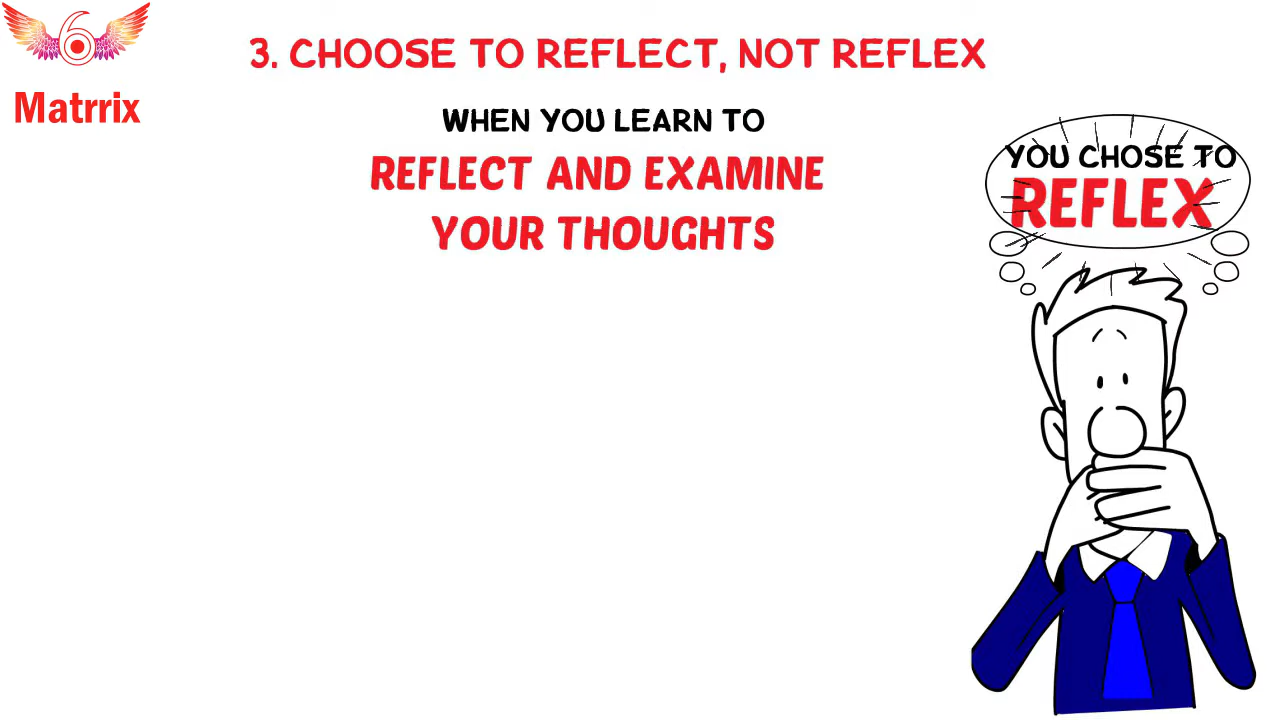 6
Matrrix
3. CHOOSE TO REFLECT, NOT REFLEX
WHEN YOU LEARN TO
REFLECT AND EXAMINE
YOUR THOUGHTS
YOU CHOSE TO
REFLEX